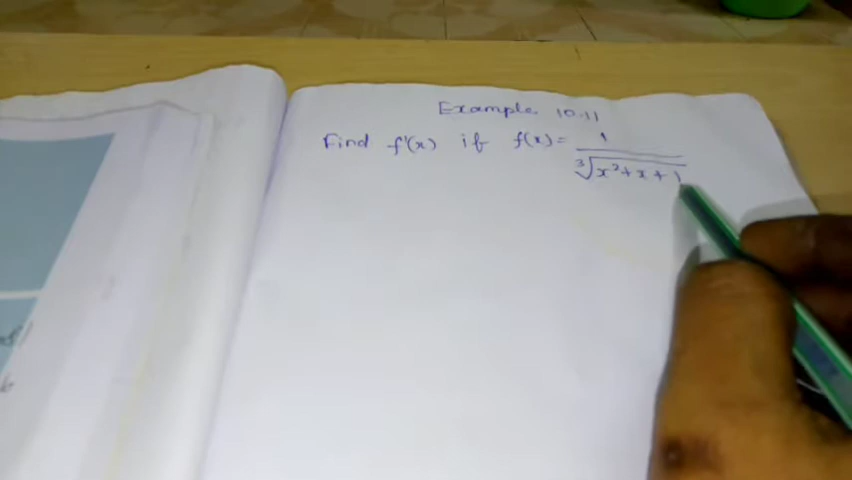 Example 10.11
Find f'(x) if f(x) = 1/∛(x²+x+1)